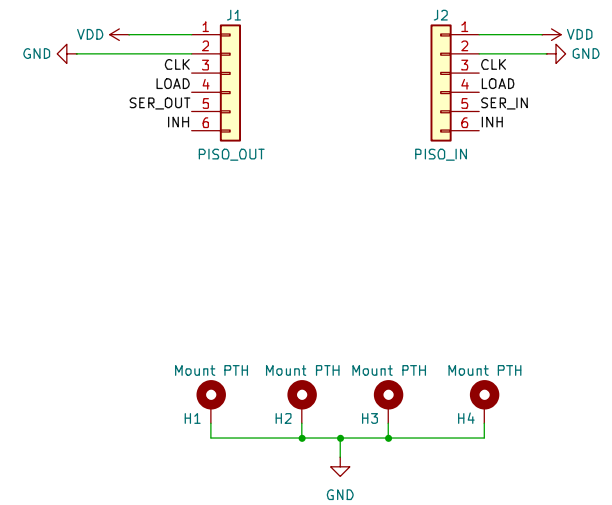 J1
VDD 1
GND 2
CLK 3
LOAD 4
SER_OUT 5
INH 6
PISO_OUT
J2
1 VDD
2 GND
3 CLK
4 LOAD
5 SER_IN
6 INH
PISO_IN
Mount PTH Mount PTH Mount PTH Mount PTH
H1 H2 H3 H4
GND